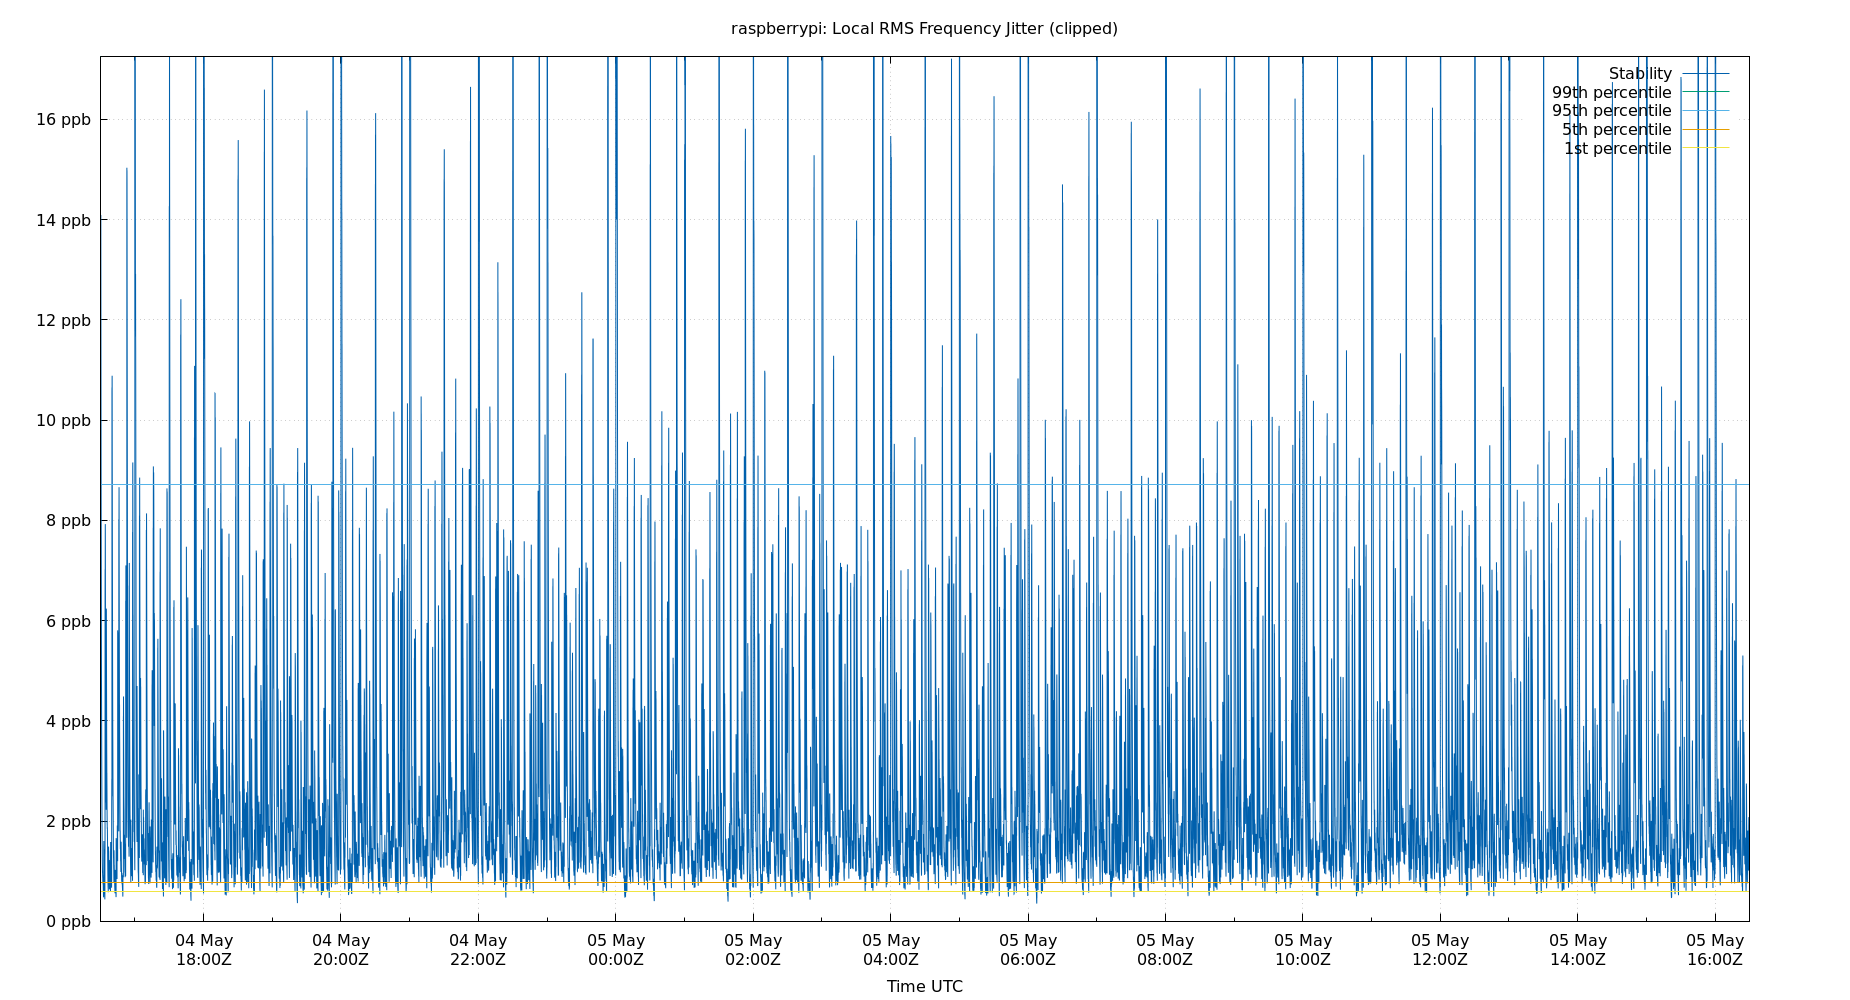 raspberrypi: Local RMS Frequency Jitter (clipped)
Stability
99th percentile
95th percentile
5th percentile
1st percentile
16 ppb
14 ppb
12 ppb
10 ppb
8 ppb
6 ppb
4 ppb
2 ppb
0 ppb
04 May 04 May 04 May 05 May 05 May 05 May 05 May 05 May 05 May 05 May 05 May 05 May
18:00Z 20:00Z 22:00Z 00:00Z 02:00Z 04:00Z 06:00Z 08:00Z 10:00Z 12:00Z 14:00Z 16:00Z
Time UTC